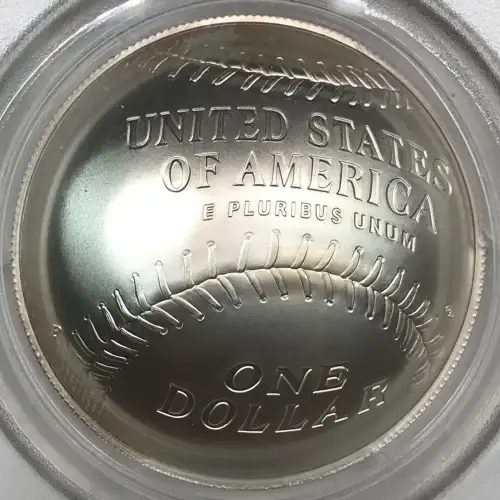 UNITED STATES
OF AMERICA
E PLURIBUS UNUM
P
ONE
DOLLAR